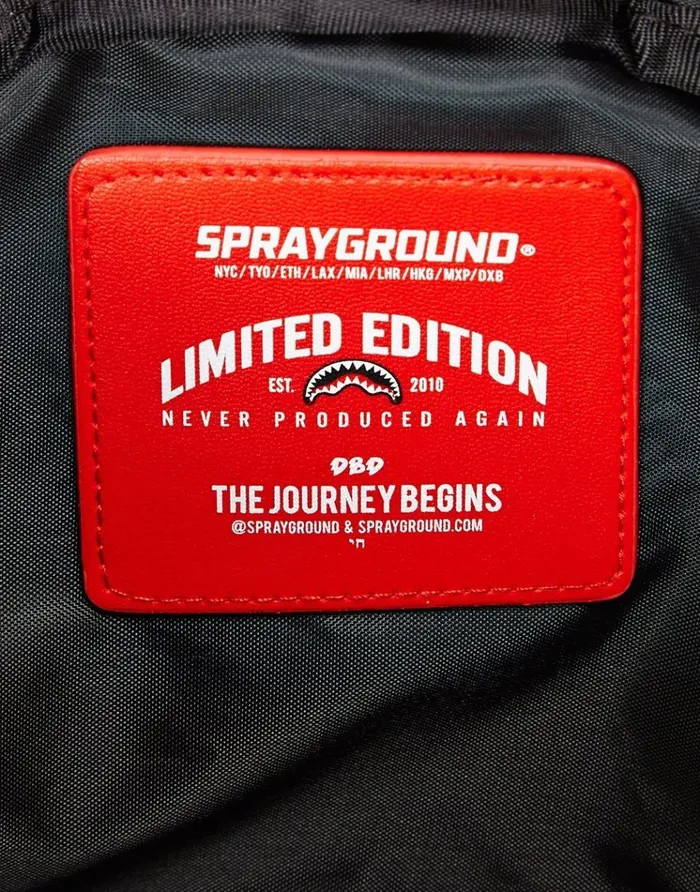 SPRAYGROUND®
NYC/TYO/ETH/LAX/MIA/LHR/HKG/MXP/DXB
LIMITED EDITION
EST. 2010
NEVER PRODUCED AGAIN
DBD
THE JOURNEY BEGINS
@SPRAYGROUND & SPRAYGROUND.COM
חי